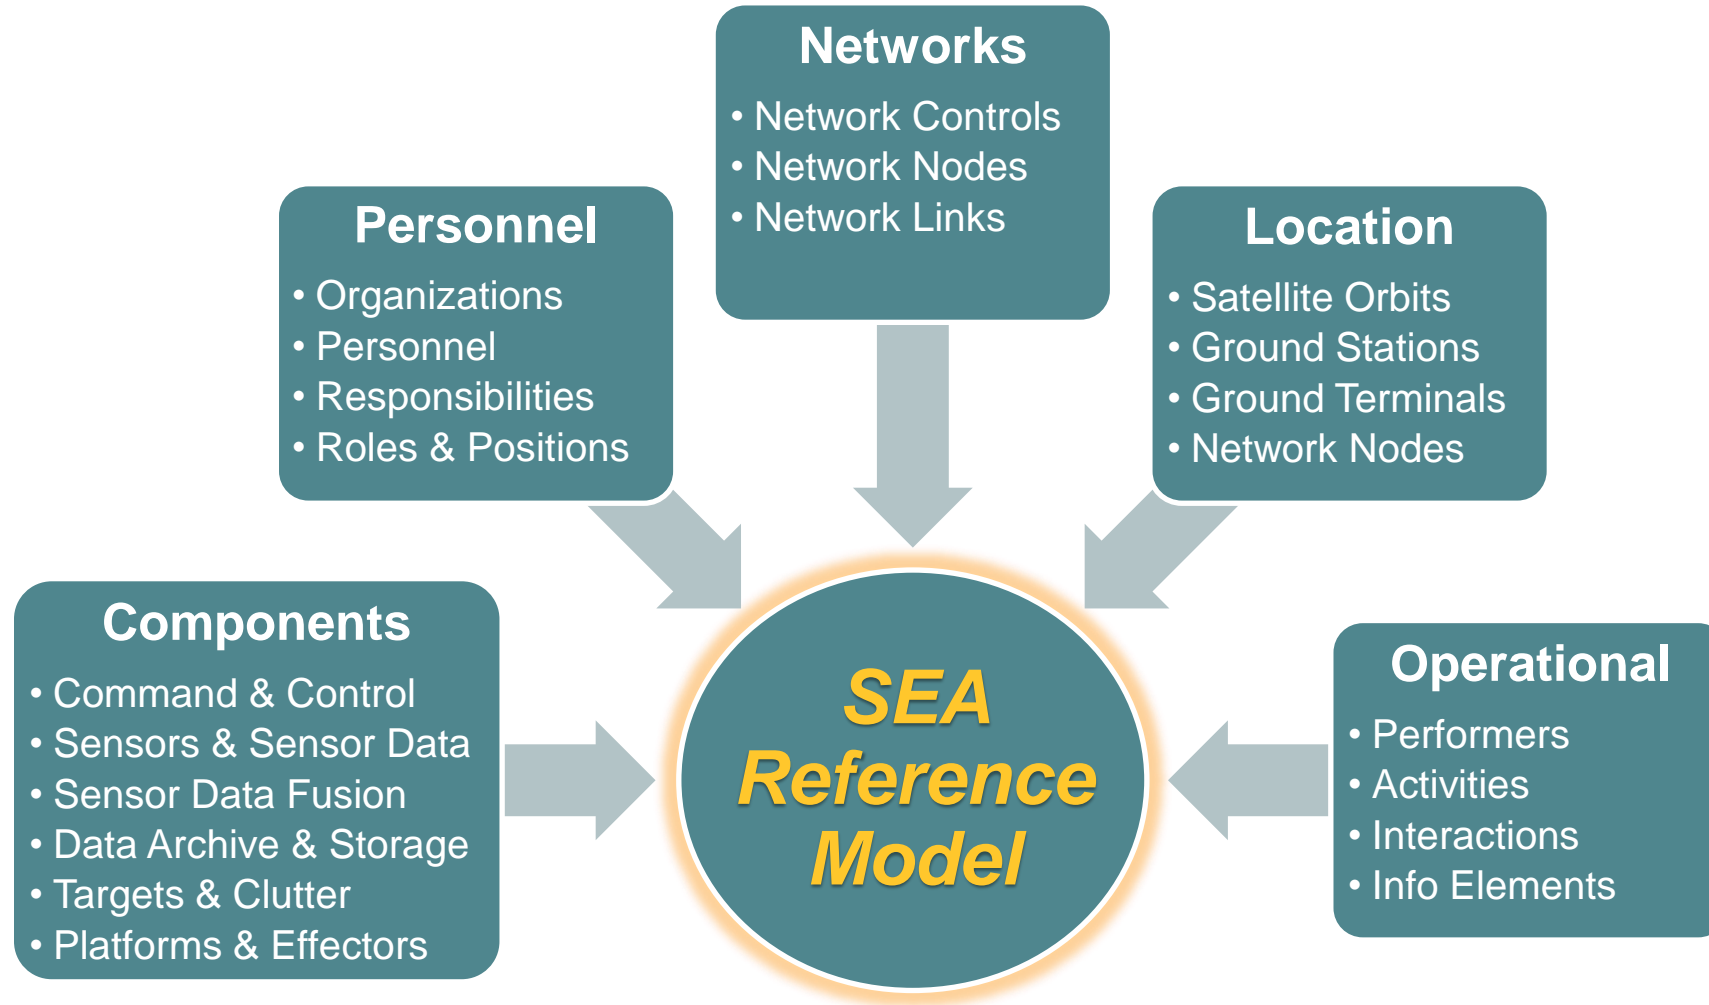 Networks
• Network Controls
• Network Nodes
• Network Links
Personnel
• Organizations
• Personnel
• Responsibilities
• Roles & Positions
Location
• Satellite Orbits
• Ground Stations
• Ground Terminals
• Network Nodes
Components
• Command & Control
• Sensors & Sensor Data
• Sensor Data Fusion
• Data Archive & Storage
• Targets & Clutter
• Platforms & Effectors
SEA
Reference
Model
Operational
• Performers
• Activities
• Interactions
• Info Elements